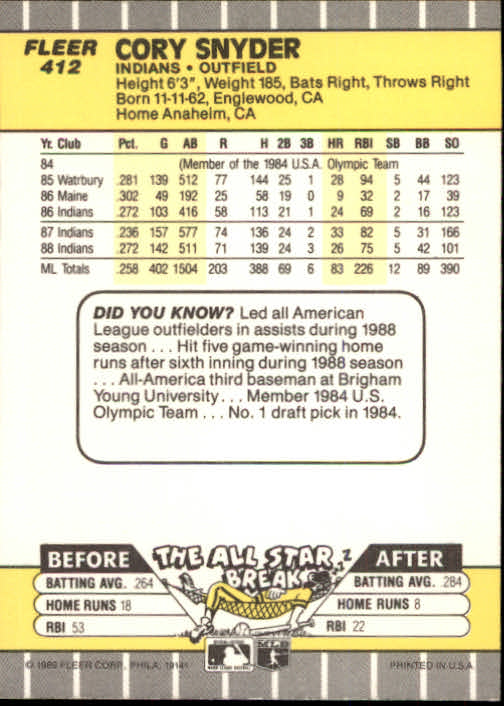 FLEER CORY SNYDER
412 INDIANS • OUTFIELD
Height 6'3", Weight 185, Bats Right, Throws Right
Born 11-11-62, Englewood, CA
Home Anaheim, CA
Yr. Club Pct. G AB R H 2B 3B HR RBI SB BB SO
84 (Member of the 1984 U.S.A. Olympic Team
85 Watrbury .281 139 512 77 144 25 1 28 94 5 44 123
86 Maine .302 49 192 25 58 19 0 9 32 2 17 39
86 Indians .272 103 416 58 113 21 1 24 69 2 16 123
87 Indians .236 157 577 74 136 24 2 33 82 5 31 166
88 Indians .272 142 511 71 139 24 3 26 75 5 42 101
ML Totals .258 402 1504 203 388 69 6 83 226 12 89 390
DID YOU KNOW? Led all American
League outfielders in assists during 1988
season . . . Hit five game-winning home
runs after sixth inning during 1988 season
. . . All-America third baseman at Brigham
Young University . . . Member 1984 U.S.
Olympic Team . . . No. 1 draft pick in 1984.
BEFORE THE ALL STAR BREAK AFTER
BATTING AVG. .264 BATTING AVG. .284
HOME RUNS 18 HOME RUNS 8
RBI 53 RBI 22
© 1989 FLEER CORP., PHILA. 19141 PRINTED IN U.S.A.